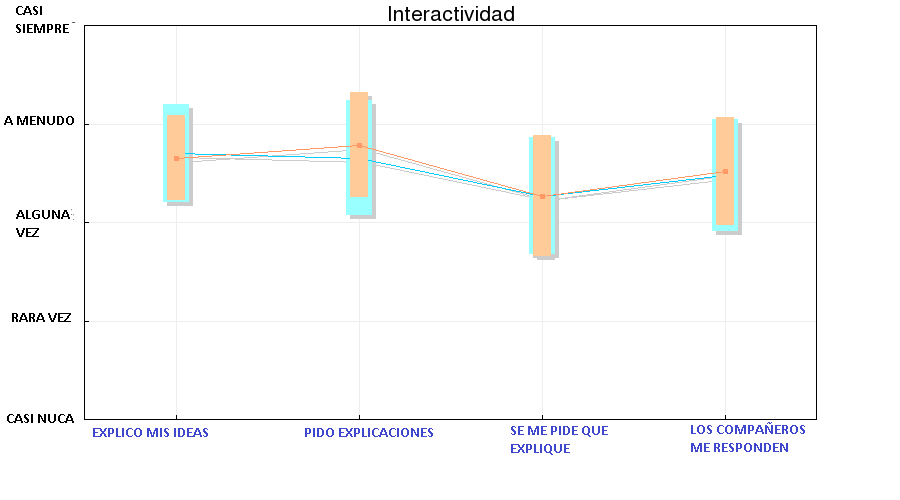 Interactividad
CASI
SIEMPRE
A MENUDO
ALGUNA
VEZ
RARA VEZ
CASI NUCA
EXPLICO MIS IDEAS
PIDO EXPLICACIONES
SE ME PIDE QUE
EXPLIQUE
LOS COMPAÑEROS
ME RESPONDEN